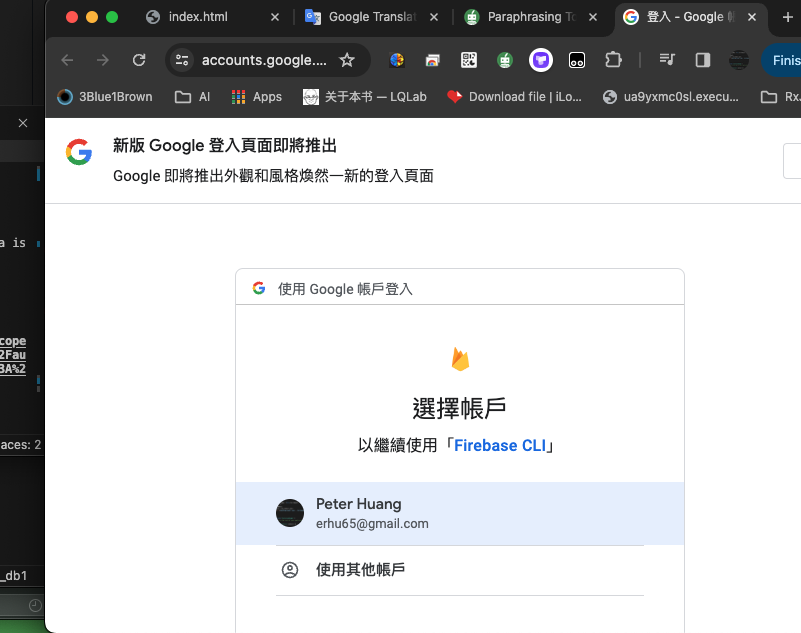 index.html
Google Translat
Paraphrasing To
登入 - Google 帳
accounts.google....
Finis
3Blue1Brown
AI
Apps
关于本书 — LQLab
Download file | iLo...
ua9yxmc0sl.execu...
RxJ
新版 Google 登入頁面即將推出
Google 即將推出外觀和風格煥然一新的登入頁面
a is
cope
2Fau
3A%2
aces: 2
_db1
使用 Google 帳戶登入
選擇帳戶
以繼續使用「Firebase CLI」
Peter Huang
erhu65@gmail.com
使用其他帳戶